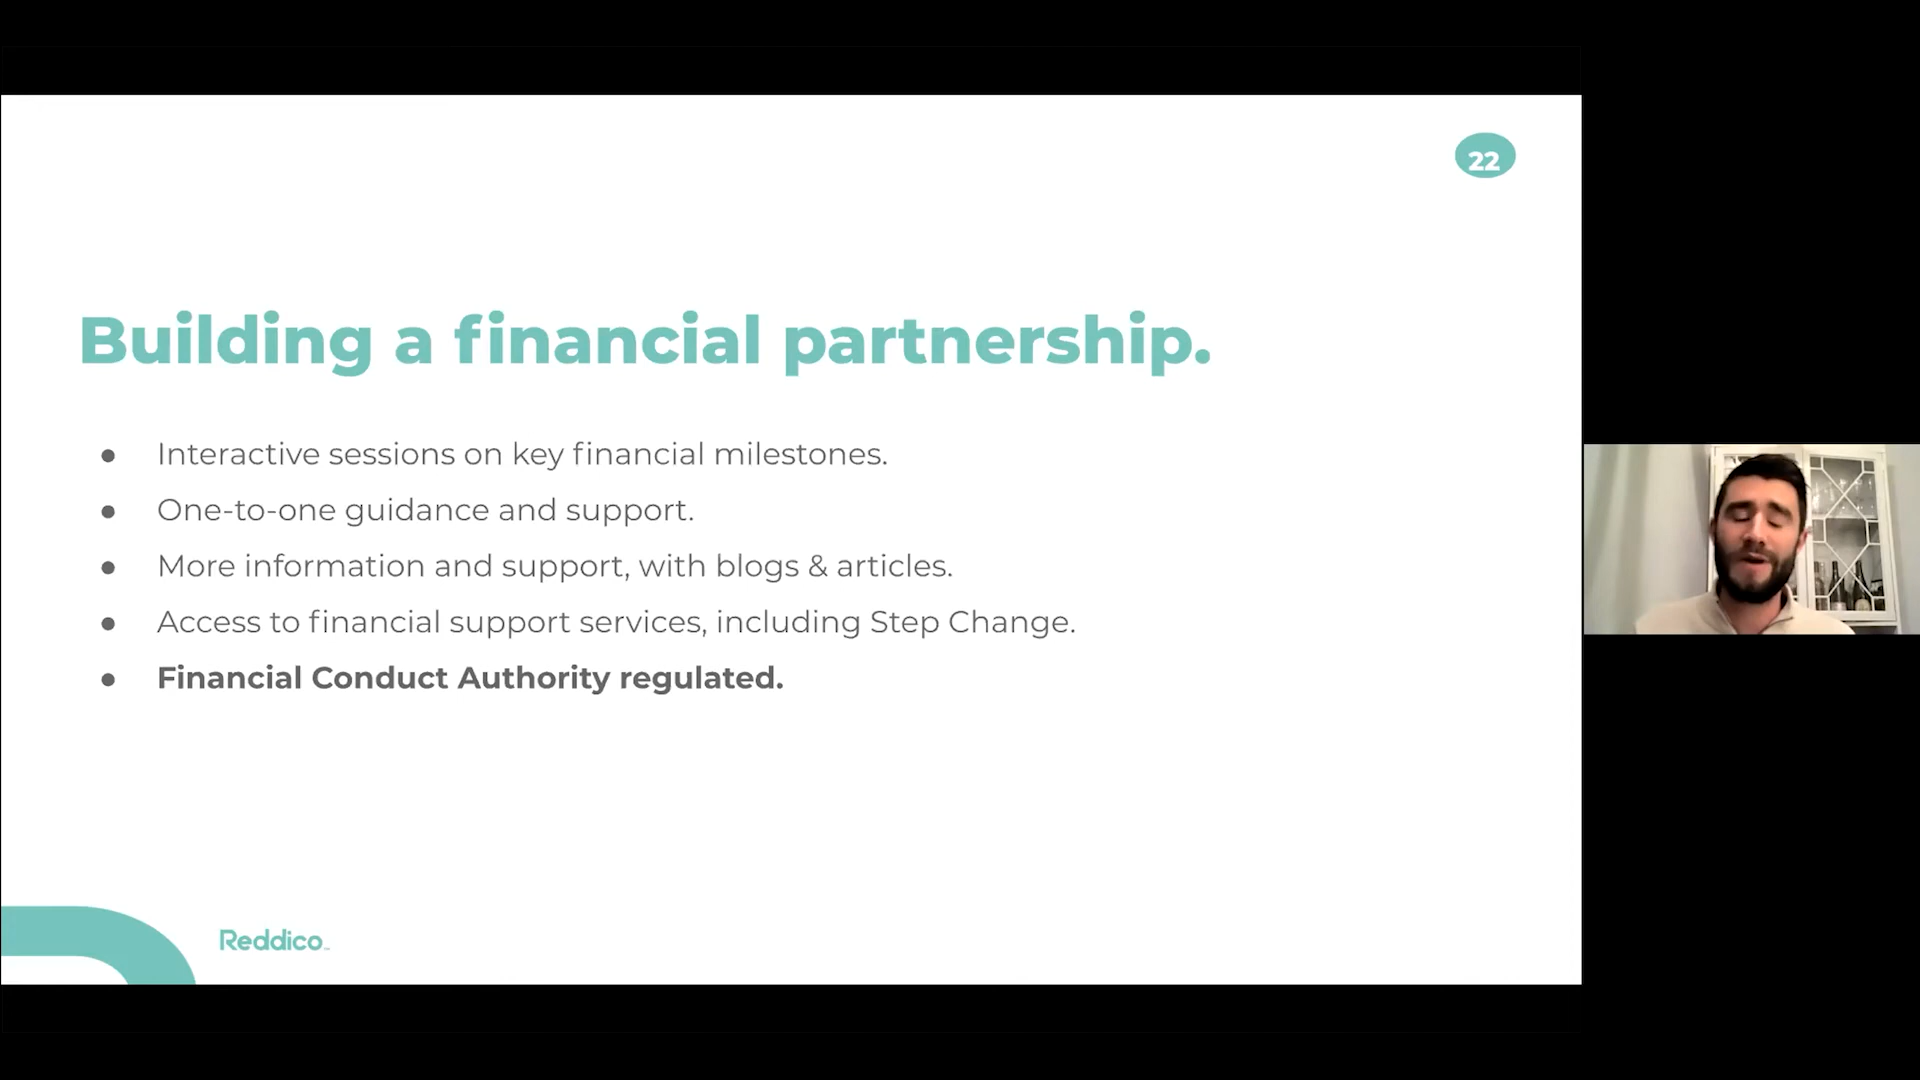 22
Building a financial partnership.
● Interactive sessions on key financial milestones.
● One-to-one guidance and support.
● More information and support, with blogs & articles.
● Access to financial support services, including Step Change.
● Financial Conduct Authority regulated.
Reddico